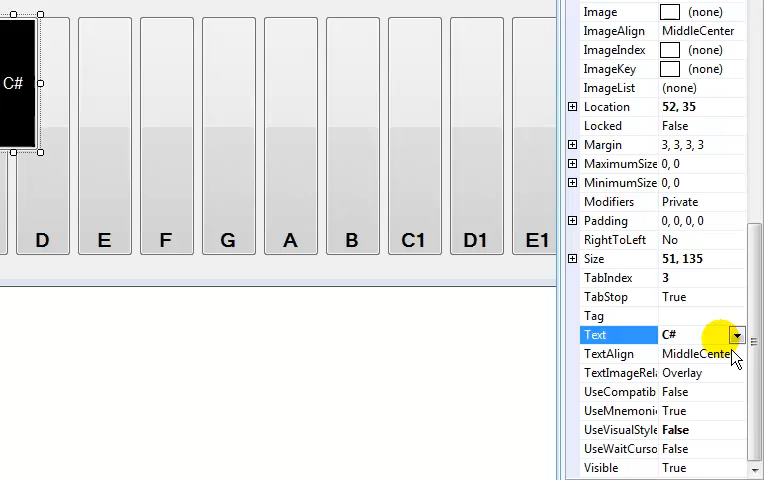 C#
D E F G A B C1 D1 E1
Image (none)
ImageAlign MiddleCenter
ImageIndex (none)
ImageKey (none)
ImageList (none)
Location 52, 35
Locked False
Margin 3, 3, 3, 3
MaximumSize 0, 0
MinimumSize 0, 0
Modifiers Private
Padding 0, 0, 0, 0
RightToLeft No
Size 51, 135
TabIndex 3
TabStop True
Tag
Text C#
TextAlign MiddleCente
TextImageRela Overlay
UseCompatib False
UseMnemonic True
UseVisualStyle False
UseWaitCurso False
Visible True